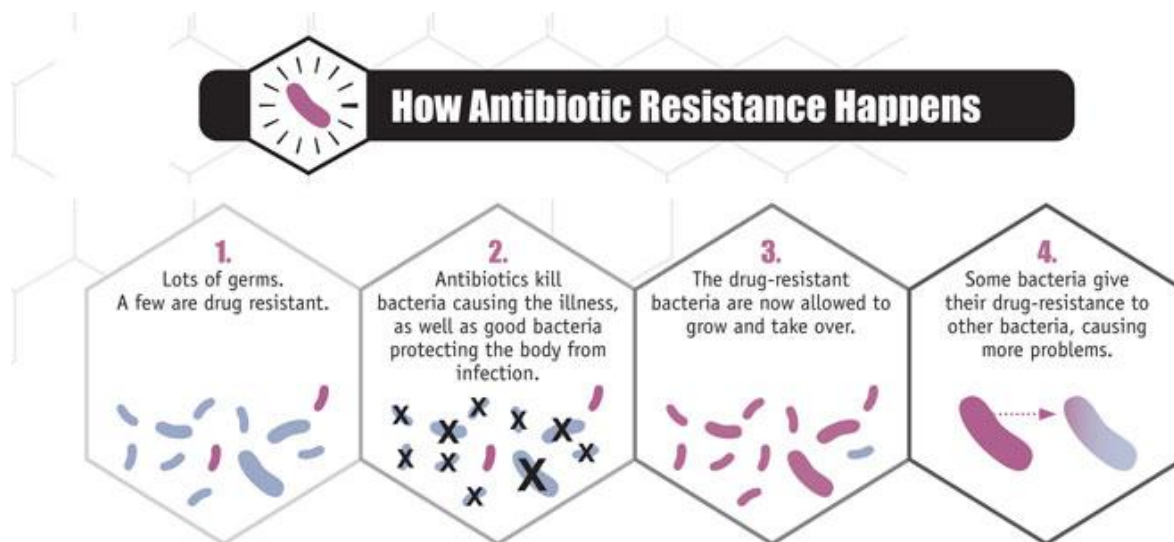 How Antibiotic Resistance Happens
1.
Lots of germs.
A few are drug resistant.
2.
Antibiotics kill
bacteria causing the illness,
as well as good bacteria
protecting the body from
infection.
X X X X X X X X X X
3.
The drug-resistant
bacteria are now allowed to
grow and take over.
4.
Some bacteria give
their drug-resistance to
other bacteria, causing
more problems.